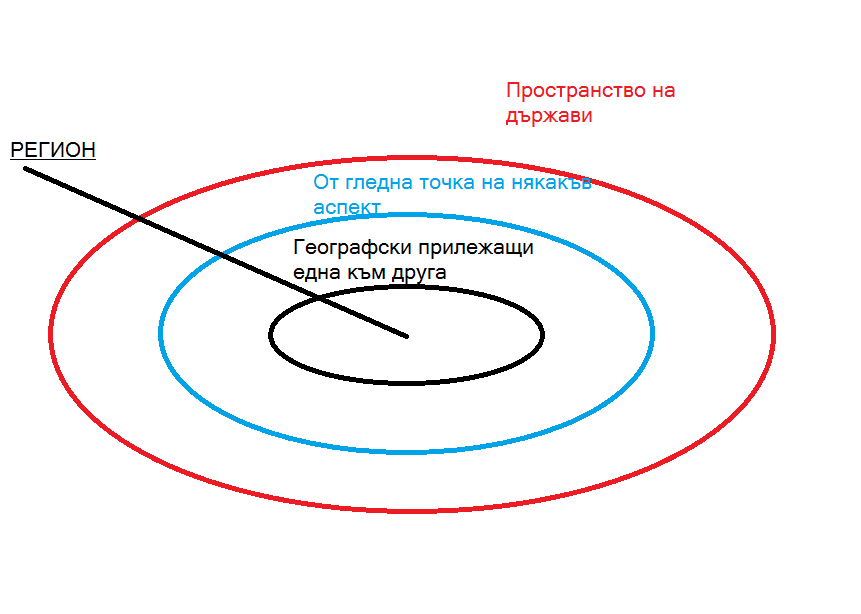 Пространство на
държави
РЕГИОН
От гледна точка на някакъв
аспект
Географски прилежащи
една към друга